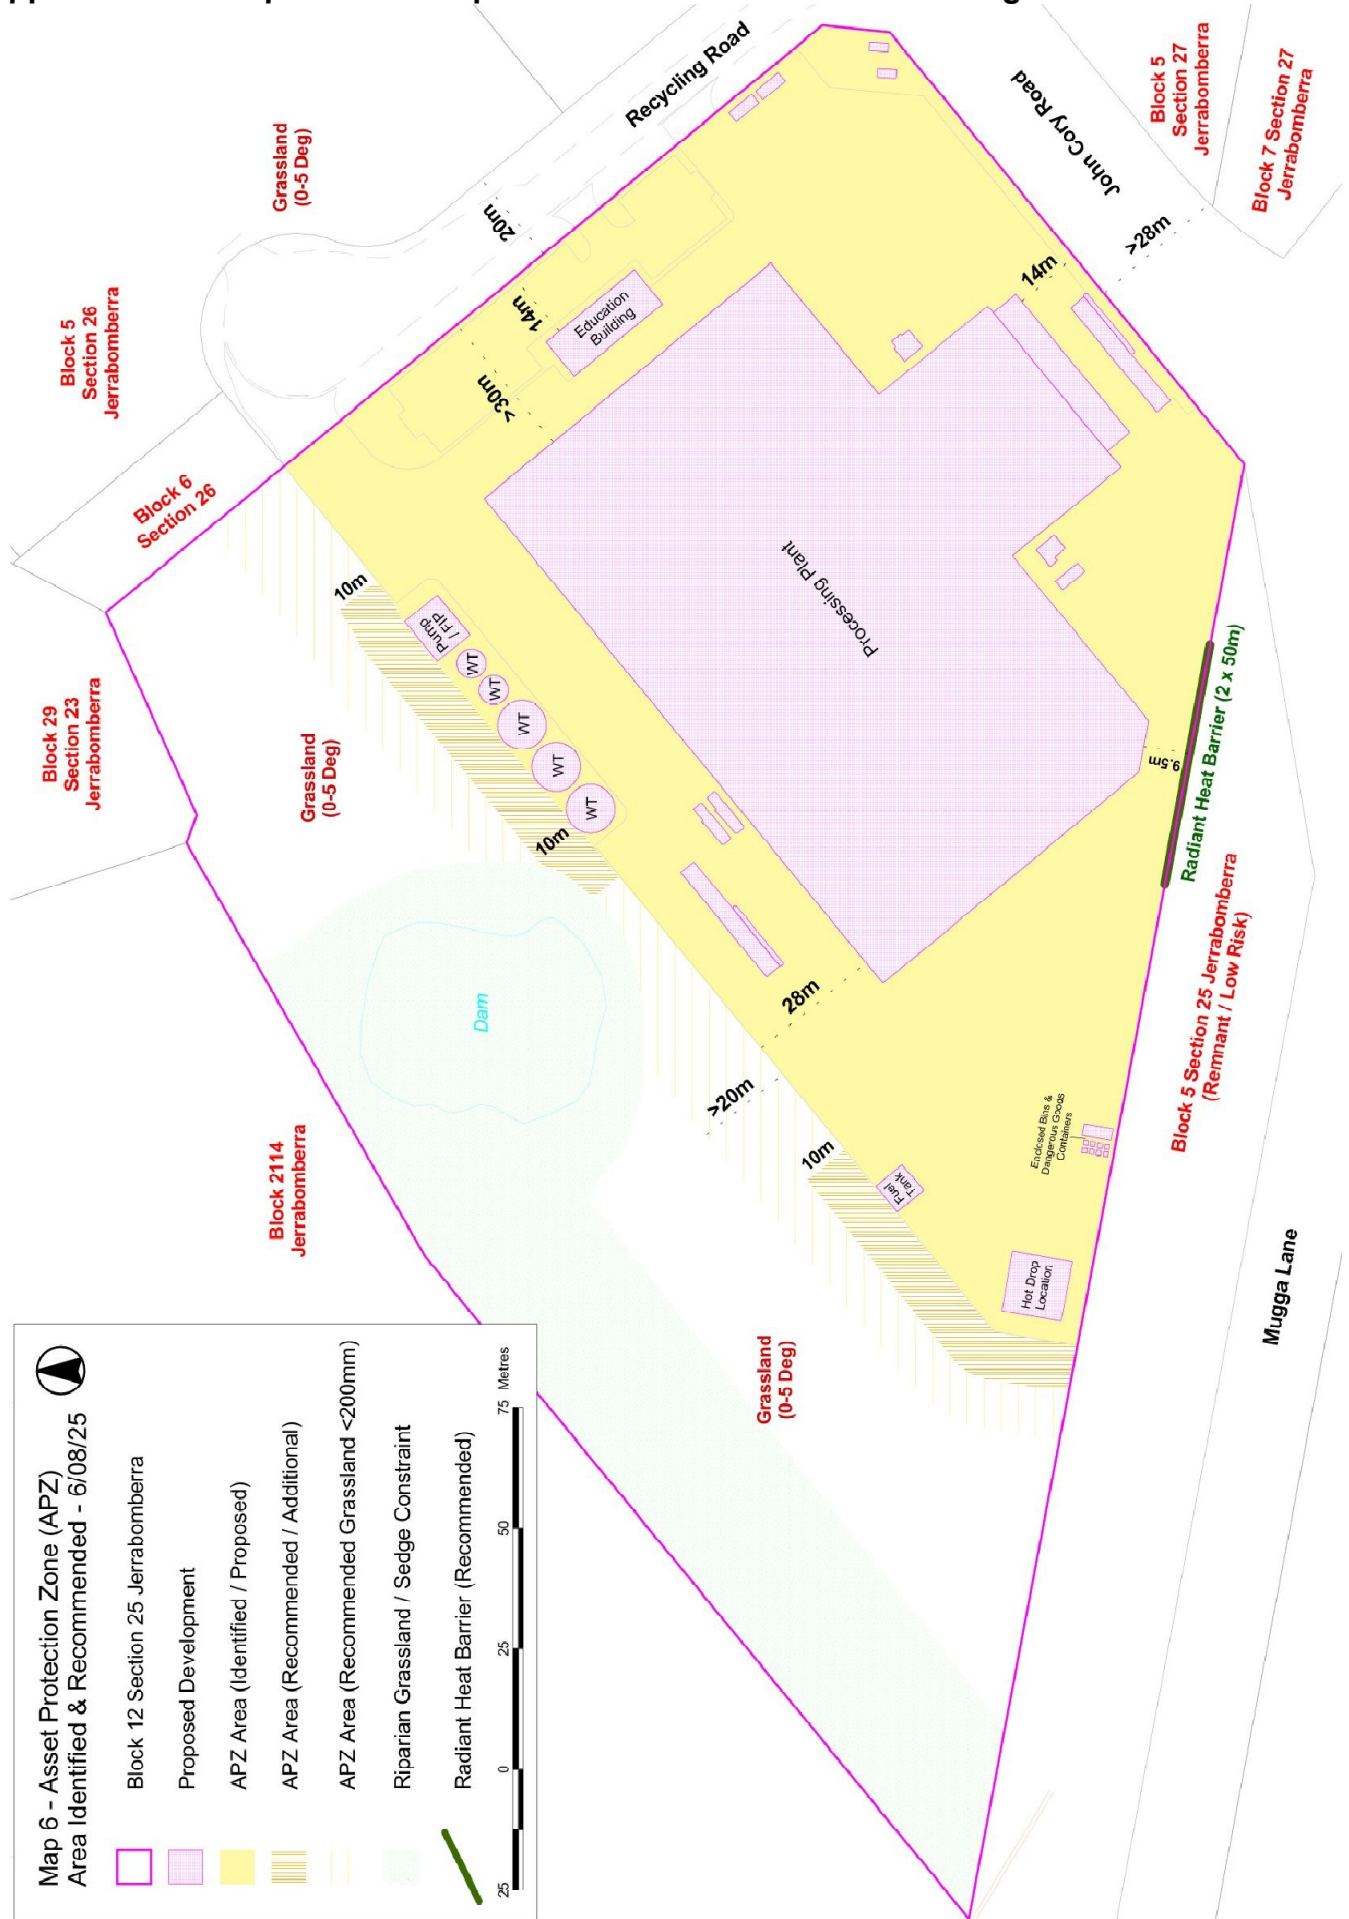 Map 6 - Asset Protection Zone (APZ)
Area Identified & Recommended - 6/08/25
Block 12 Section 25 Jerrabomberra
Proposed Development
APZ Area (Identified / Proposed)
APZ Area (Recommended / Additional)
APZ Area (Recommended Grassland <200mm)
Riparian Grassland / Sedge Constraint
Radiant Heat Barrier (Recommended)
25
0
25
50
75
Metres
Block 5
Section 26
Jerrabomberra
Grassland
(0-5 Deg)
Recycling Road
John Cory Road
Block 5
Section 27
Jerrabomberra
Block 7 Section 27
Jerrabomberra
Block 6
Section 26
Block 29
Section 23
Jerrabomberra
20m
14m
>30m
Education
Building
14m
>28m
10m
Pump
/ FIP
WT
WT
WT
WT
WT
10m
Grassland
(0-5 Deg)
Processing Plant
9.5m
Radiant Heat Barrier (2 x 50m)
Dam
28m
>20m
10m
Block 2114
Jerrabomberra
Block 5 Section 25 Jerrabomberra
(Remnant / Low Risk)
Enclosed Bins &
Dangerous Goods
Containers
Fuel
Tank
Hot Drop
Location
Grassland
(0-5 Deg)
Mugga Lane